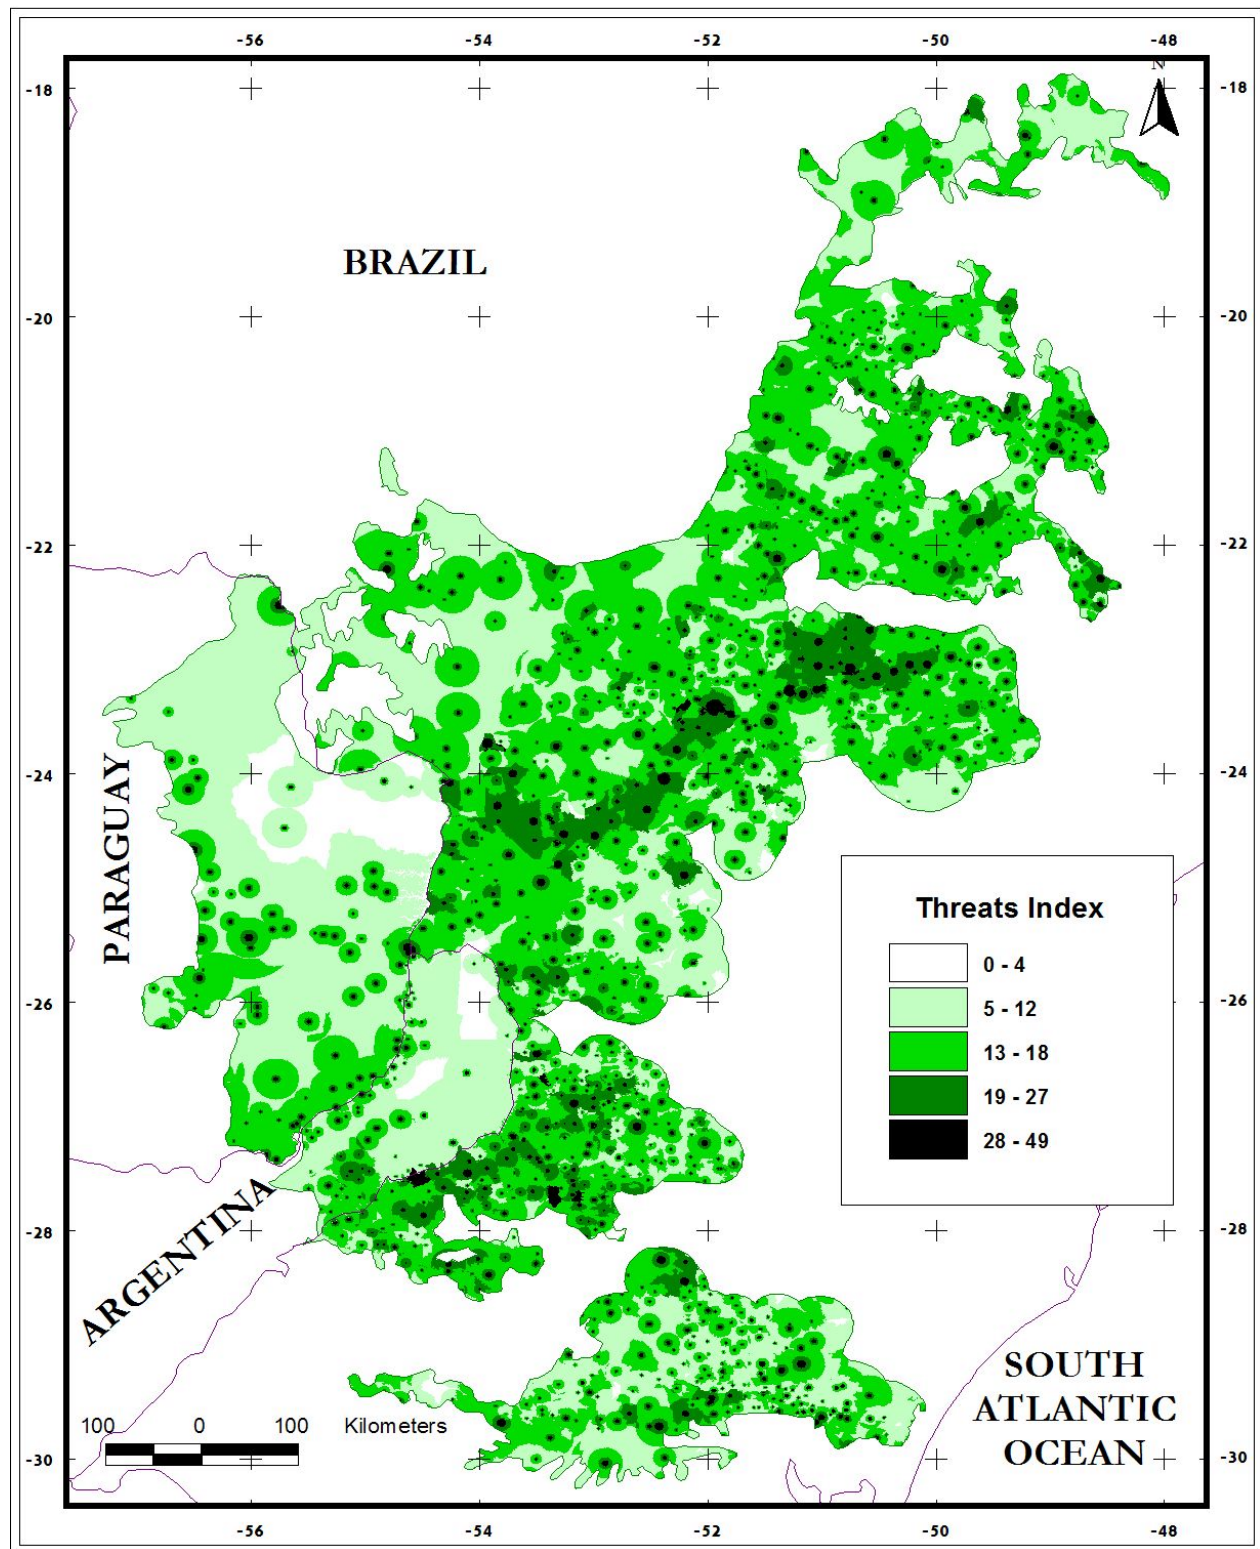 -56 -54 -52 -50 -48
N
-18 -18
BRAZIL
-20 -20
-22 -22
PARAGUAY
-24 -24
Threats Index
0 - 4
5 - 12
13 - 18
19 - 27
28 - 49
-26 -26
ARGENTINA
-28 -28
SOUTH
ATLANTIC
OCEAN
100 0 100 Kilometers
-30 -30
-56 -54 -52 -50 -48